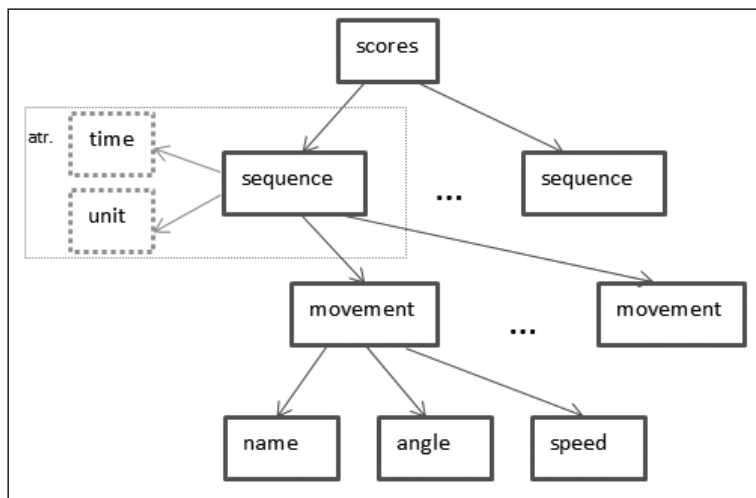 scores
atr.
time
sequence
...
sequence
unit
movement
...
movement
name
angle
speed